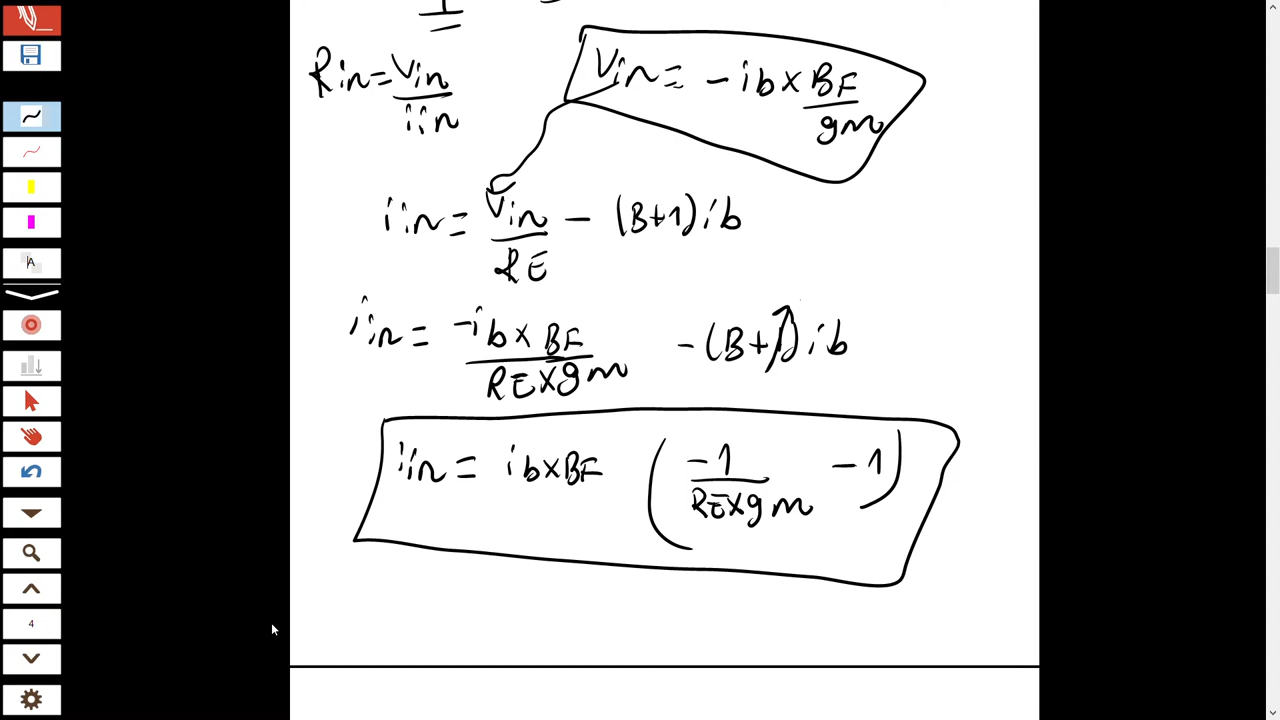 Rin = Vin / iin
Vin = - ib x BF / gm
iin = Vin / RE - (B+1) ib
iin = -ib x BF / RE x gm - (B+1) ib
iin = ib x BF ( -1 / RE x gm - 1 )
A
4